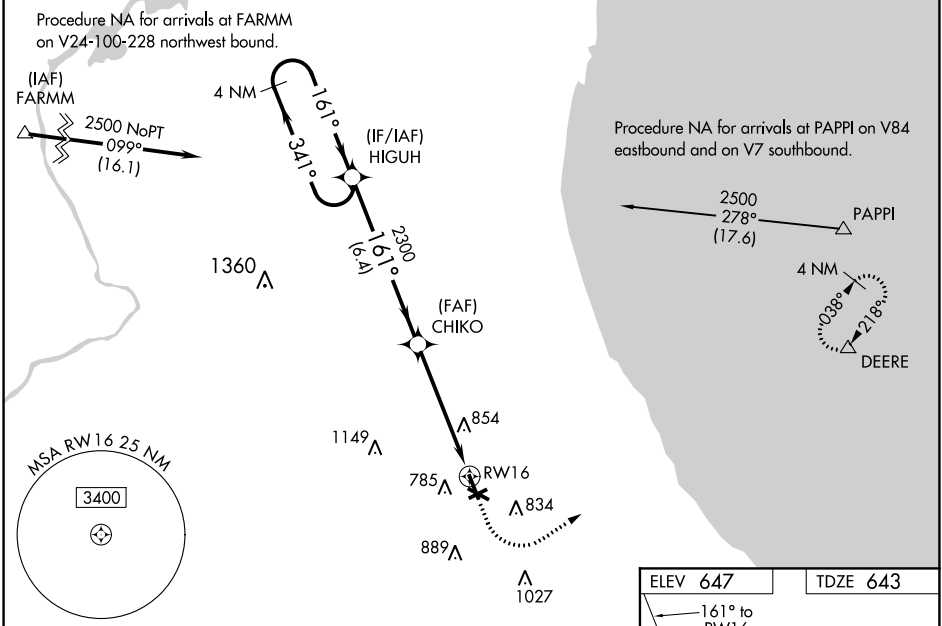 Procedure NA for arrivals at FARMM
on V24-100-228 northwest bound.
(IAF)
FARMM
2500 NoPT
099°
(16.1)
4 NM
161°
341°
(IF/IAF)
HIGUH
2300
161°
(6.4)
1360
(FAF)
CHIKO
Procedure NA for arrivals at PAPPI on V84
eastbound and on V7 southbound.
2500
278°
(17.6)
PAPPI
4 NM
038°
218°
DEERE
854
1149
785
RW16
834
889
1027
MSA RW16 25 NM
3400
ELEV 647
TDZE 643
161° to
RW16